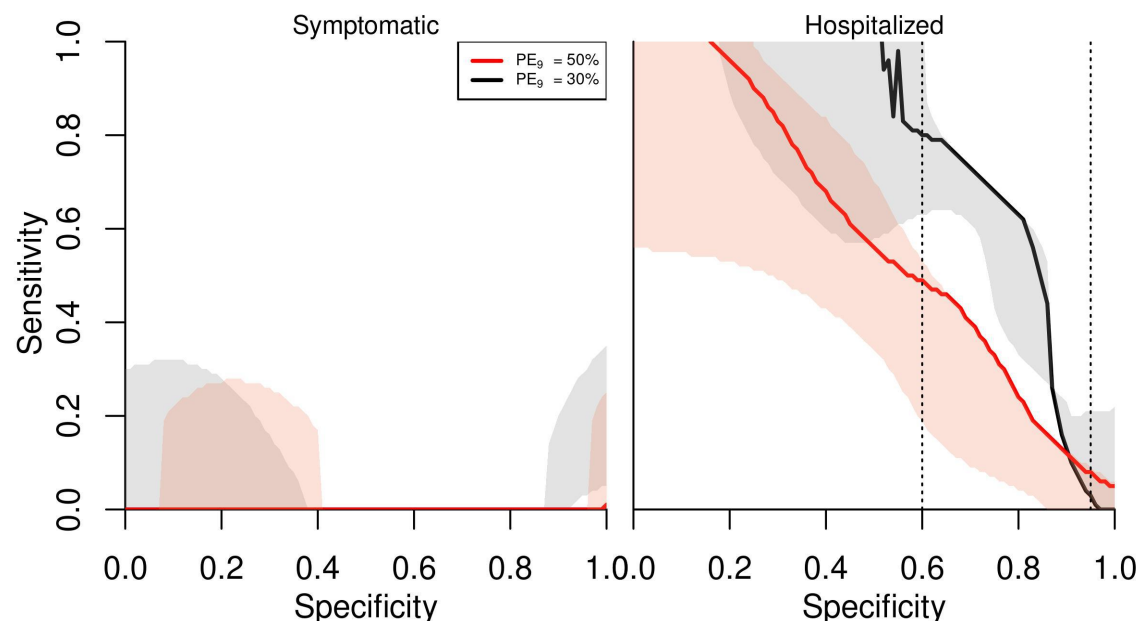 Symptomatic
Hospitalized
PE9 = 50%
PE9 = 30%
Sensitivity
1.0
0.8
0.6
0.4
0.2
0.0
0.0 0.2 0.4 0.6 0.8 1.0
0.0 0.2 0.4 0.6 0.8 1.0
Specificity
Specificity